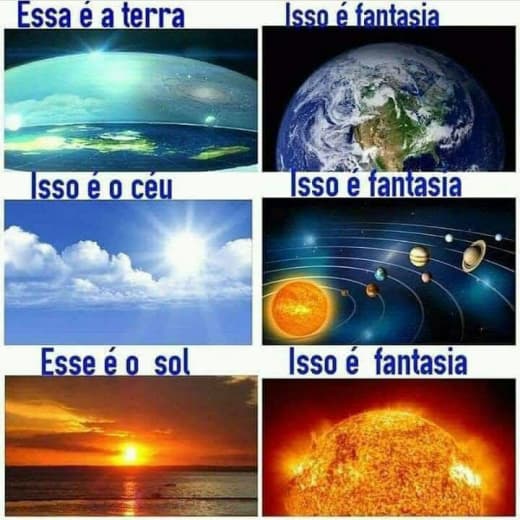 Essa é a terra
Isso é fantasia
Isso é o céu
Isso e fantasia
Esse é o sol
Isso é fantasia